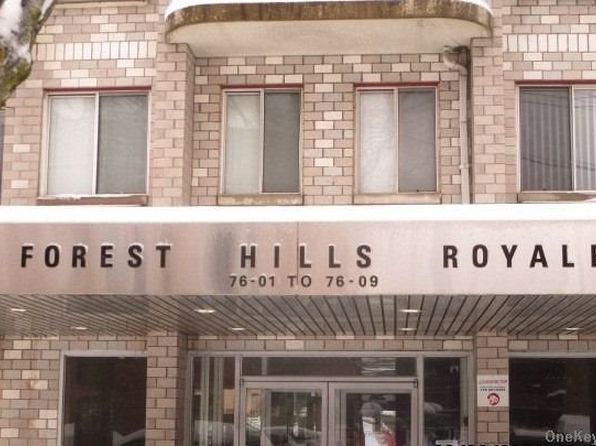 FOREST HILLS ROYALE
76-01 TO 76-09
OneKey